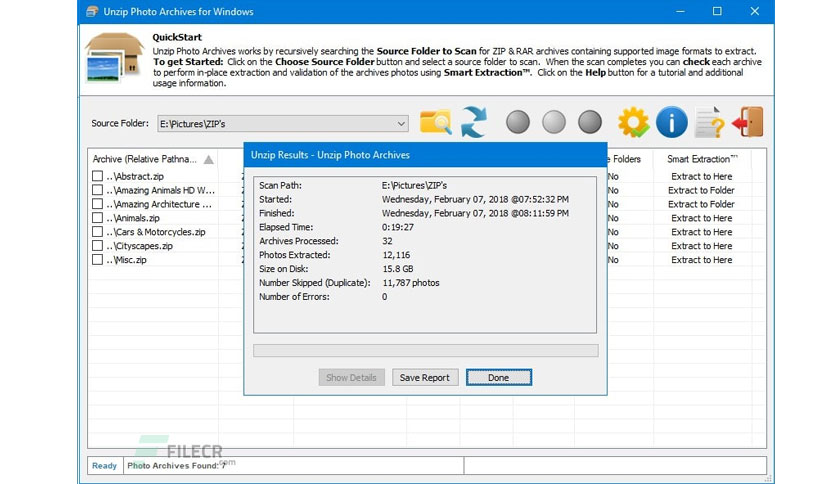 Unzip Photo Archives for Windows
QuickStart
Unzip Photo Archives works by recursively searching the Source Folder to Scan for ZIP & RAR archives containing supported image formats to extract.
To get Started: Click on the Choose Source Folder button and select a source folder to scan. When the scan completes you can check each archive
to perform in-place extraction and validation of the archives photos using Smart Extraction™. Click on the Help button for a tutorial and additional
usage information.
Source Folder: E:\Pictures\ZIP's
Archive (Relative Pathna... Folders Smart Extraction™
..\Abstract.zip No Extract to Here
..\Amazing Animals HD W... No Extract to Folder
..\Amazing Architecture ... No Extract to Folder
..\Animals.zip No Extract to Here
..\Cars & Motorcycles.zip No Extract to Here
..\Cityscapes.zip No Extract to Here
..\Misc.zip No Extract to Here
Unzip Results - Unzip Photo Archives
Scan Path: E:\Pictures\ZIP's
Started: Wednesday, February 07, 2018 @07:52:32 PM
Finished: Wednesday, February 07, 2018 @08:11:59 PM
Elapsed Time: 0:19:27
Archives Processed: 32
Photos Extracted: 12,116
Size on Disk: 15.8 GB
Number Skipped (Duplicate): 11,787 photos
Number of Errors: 0
Show Details Save Report Done
FILECR
.com
Ready Photo Archives Found: 7